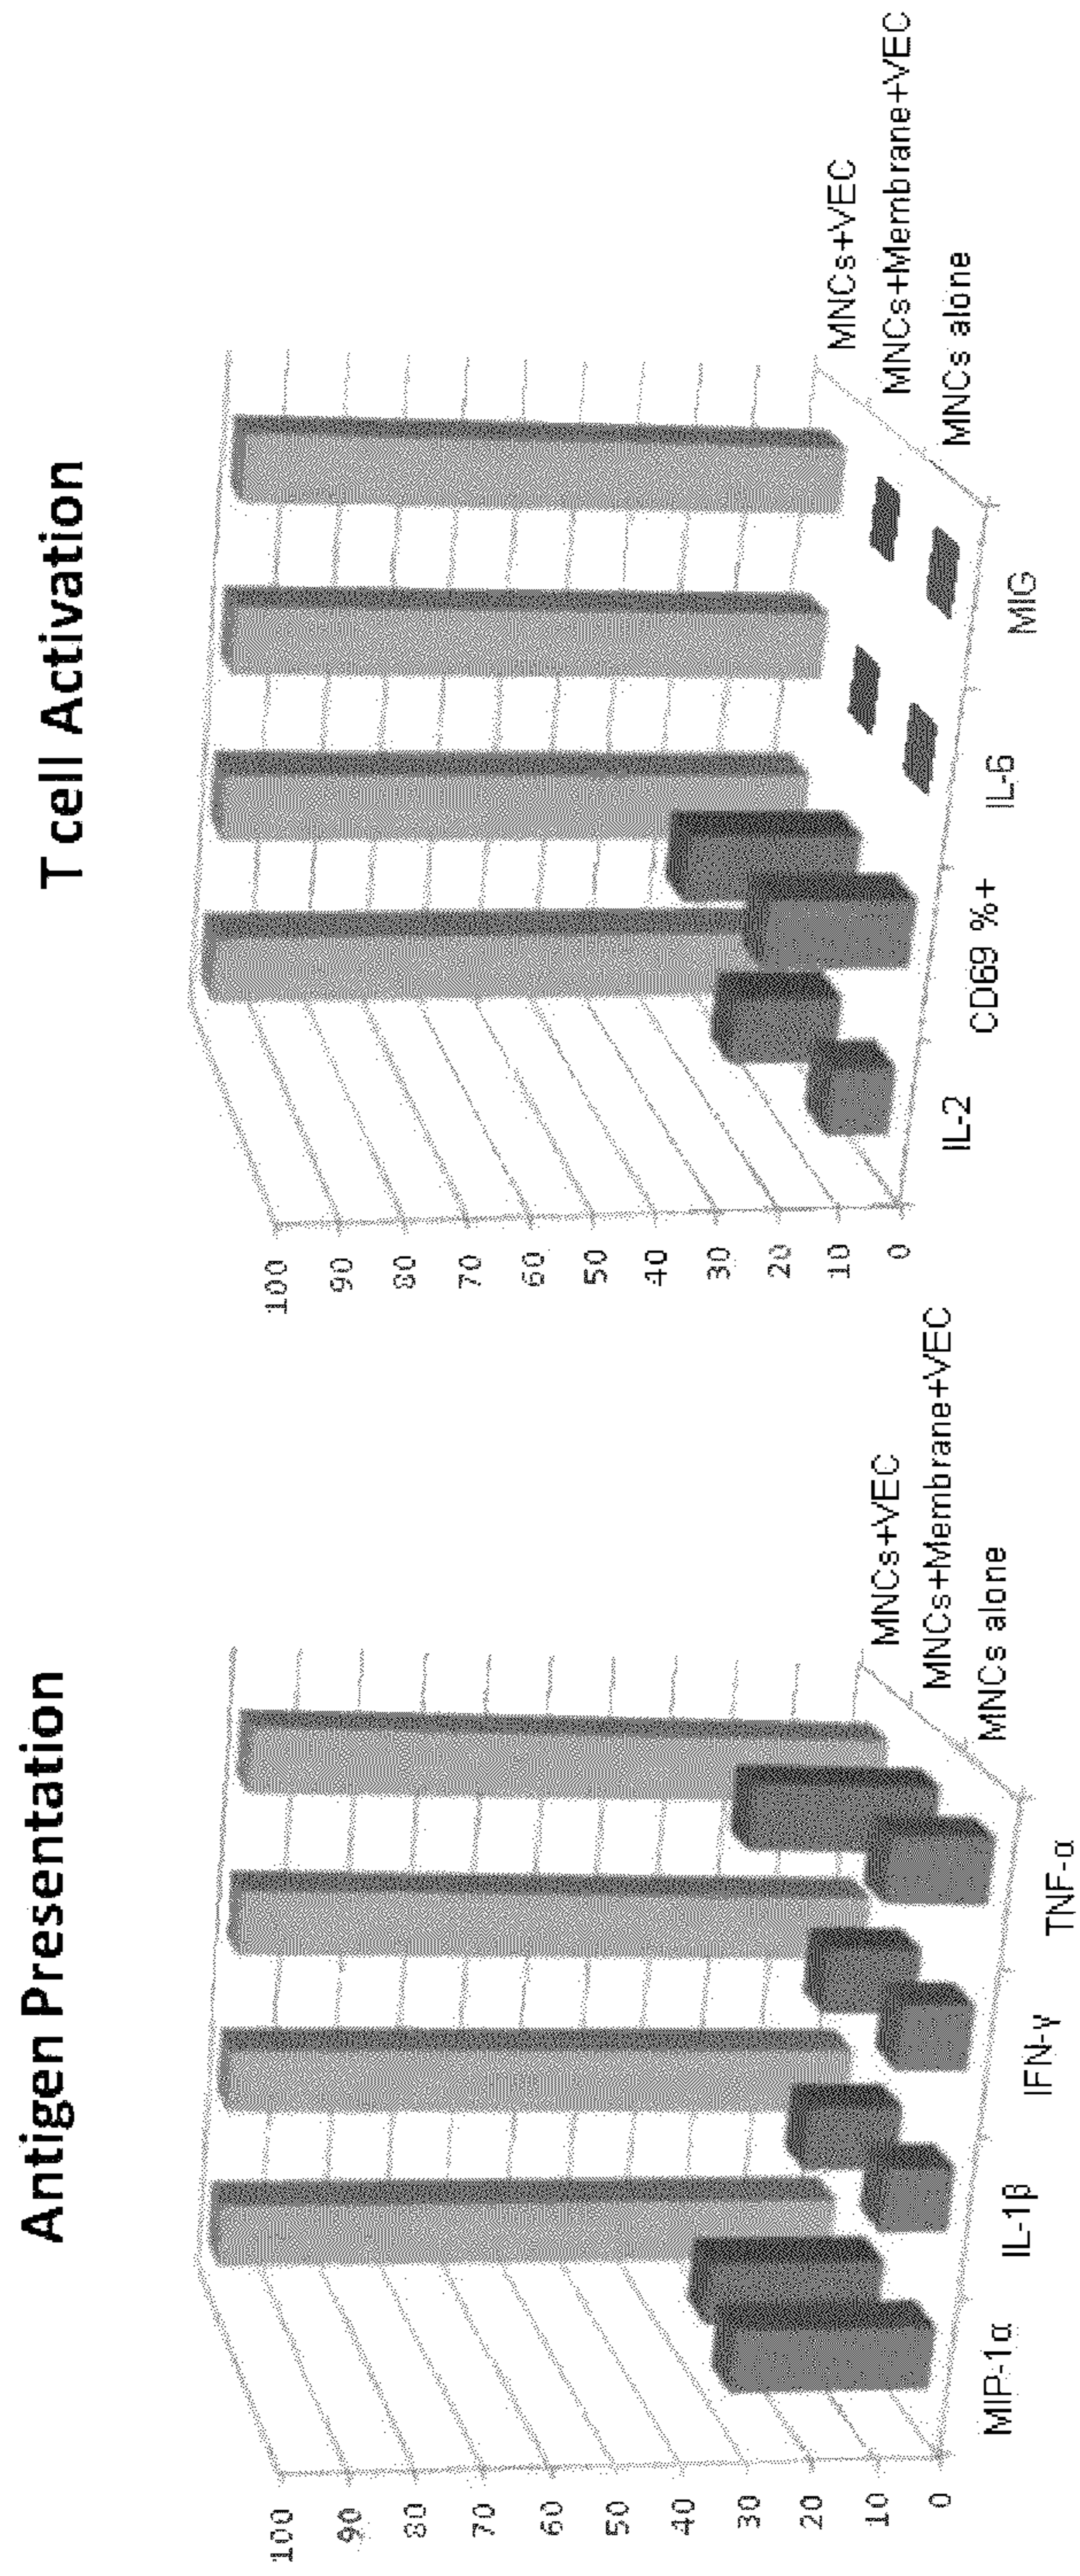 Antigen Presentation
100
90
80
70
60
50
40
30
20
10
0
MIP-1α
IL-1β
IFN-γ
TNF-α
MNCs+VEC
MNCs+Membrane+VEC
MNCs alone
T cell Activation
100
90
80
70
60
50
40
30
20
10
0
IL-2
CD69 %+
IL-6
MIG
MNCs+VEC
MNCs+Membrane+VEC
MNCs alone